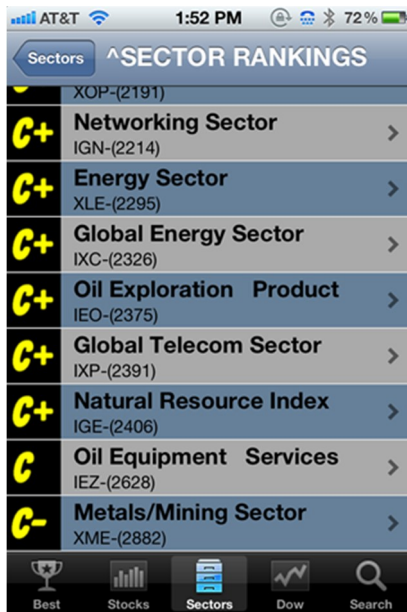 AT&T 1:52 PM 72%
Sectors ^SECTOR RANKINGS
XOP-(2191)
C+ Networking Sector
IGN-(2214)
C+ Energy Sector
XLE-(2295)
C+ Global Energy Sector
IXC-(2326)
C+ Oil Exploration Product
IEO-(2375)
C+ Global Telecom Sector
IXP-(2391)
C+ Natural Resource Index
IGE-(2406)
C Oil Equipment Services
IEZ-(2628)
C- Metals/Mining Sector
XME-(2882)
Best Stocks Sectors Dow Search